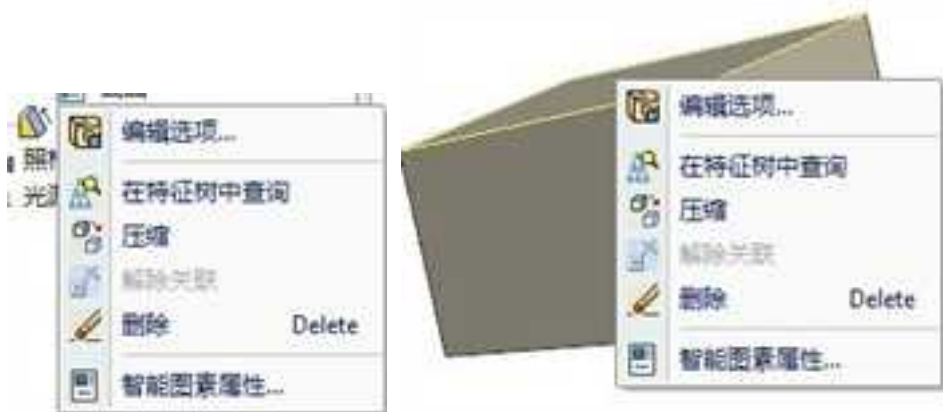 编辑选项...
在特征树中查询
压缩
解除关联
删除 Delete
智能图素属性...
编辑选项...
在特征树中查询
压缩
解除关联
删除 Delete
智能图素属性...